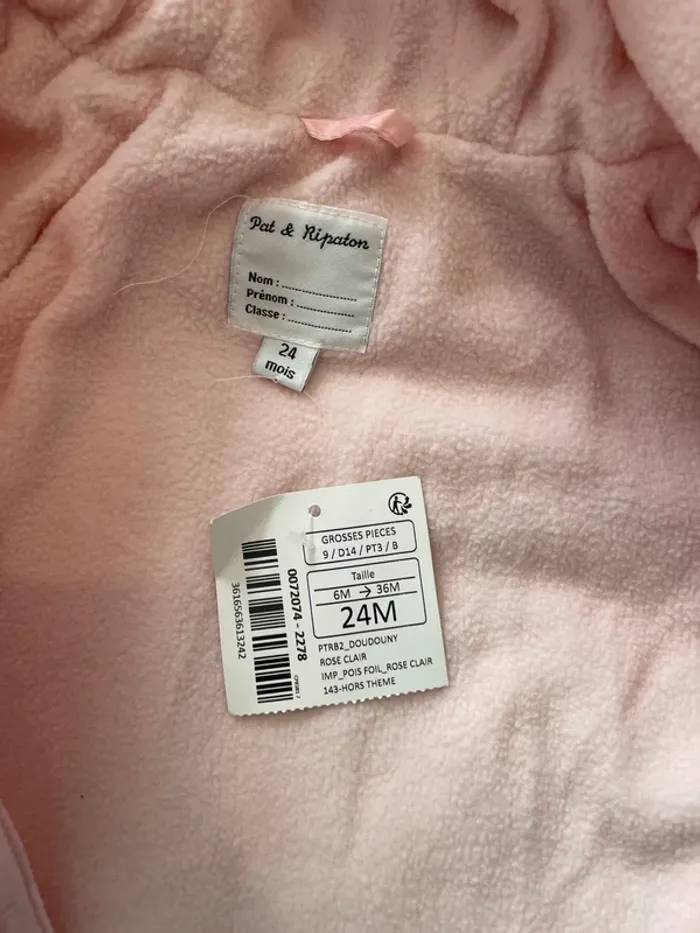 Pat & Ripaton
Nom :
Prénom :
Classe :
24
mois
GROSSES PIECES
9 / D14 / PT3 / B
Taille
6M → 36M
24M
PTRB2_DOUDOUNY
ROSE CLAIR
IMP_POIS FOIL_ROSE CLAIR
143-HORS THEME
0072074 - 2278
3616563613242